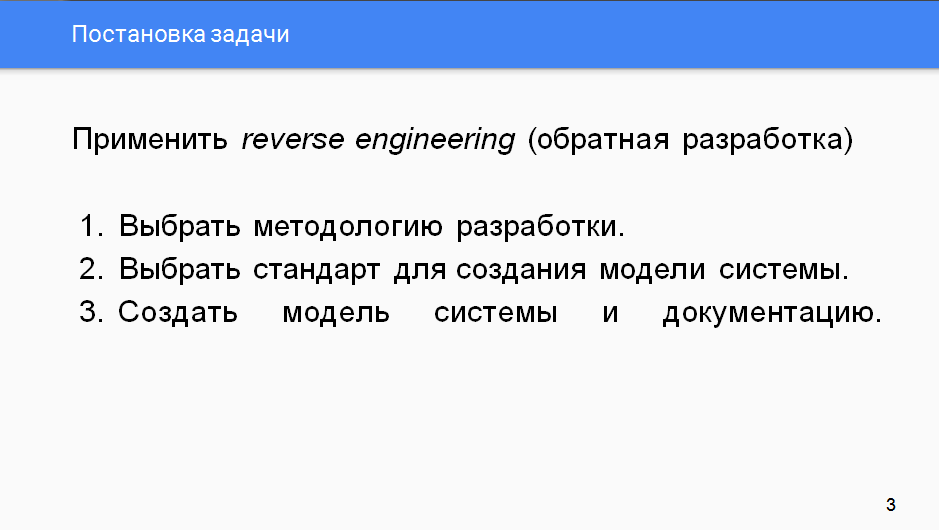 Постановка задачи
Применить reverse engineering (обратная разработка)
1. Выбрать методологию разработки.
2. Выбрать стандарт для создания модели системы.
3. Создать модель системы и документацию.
3